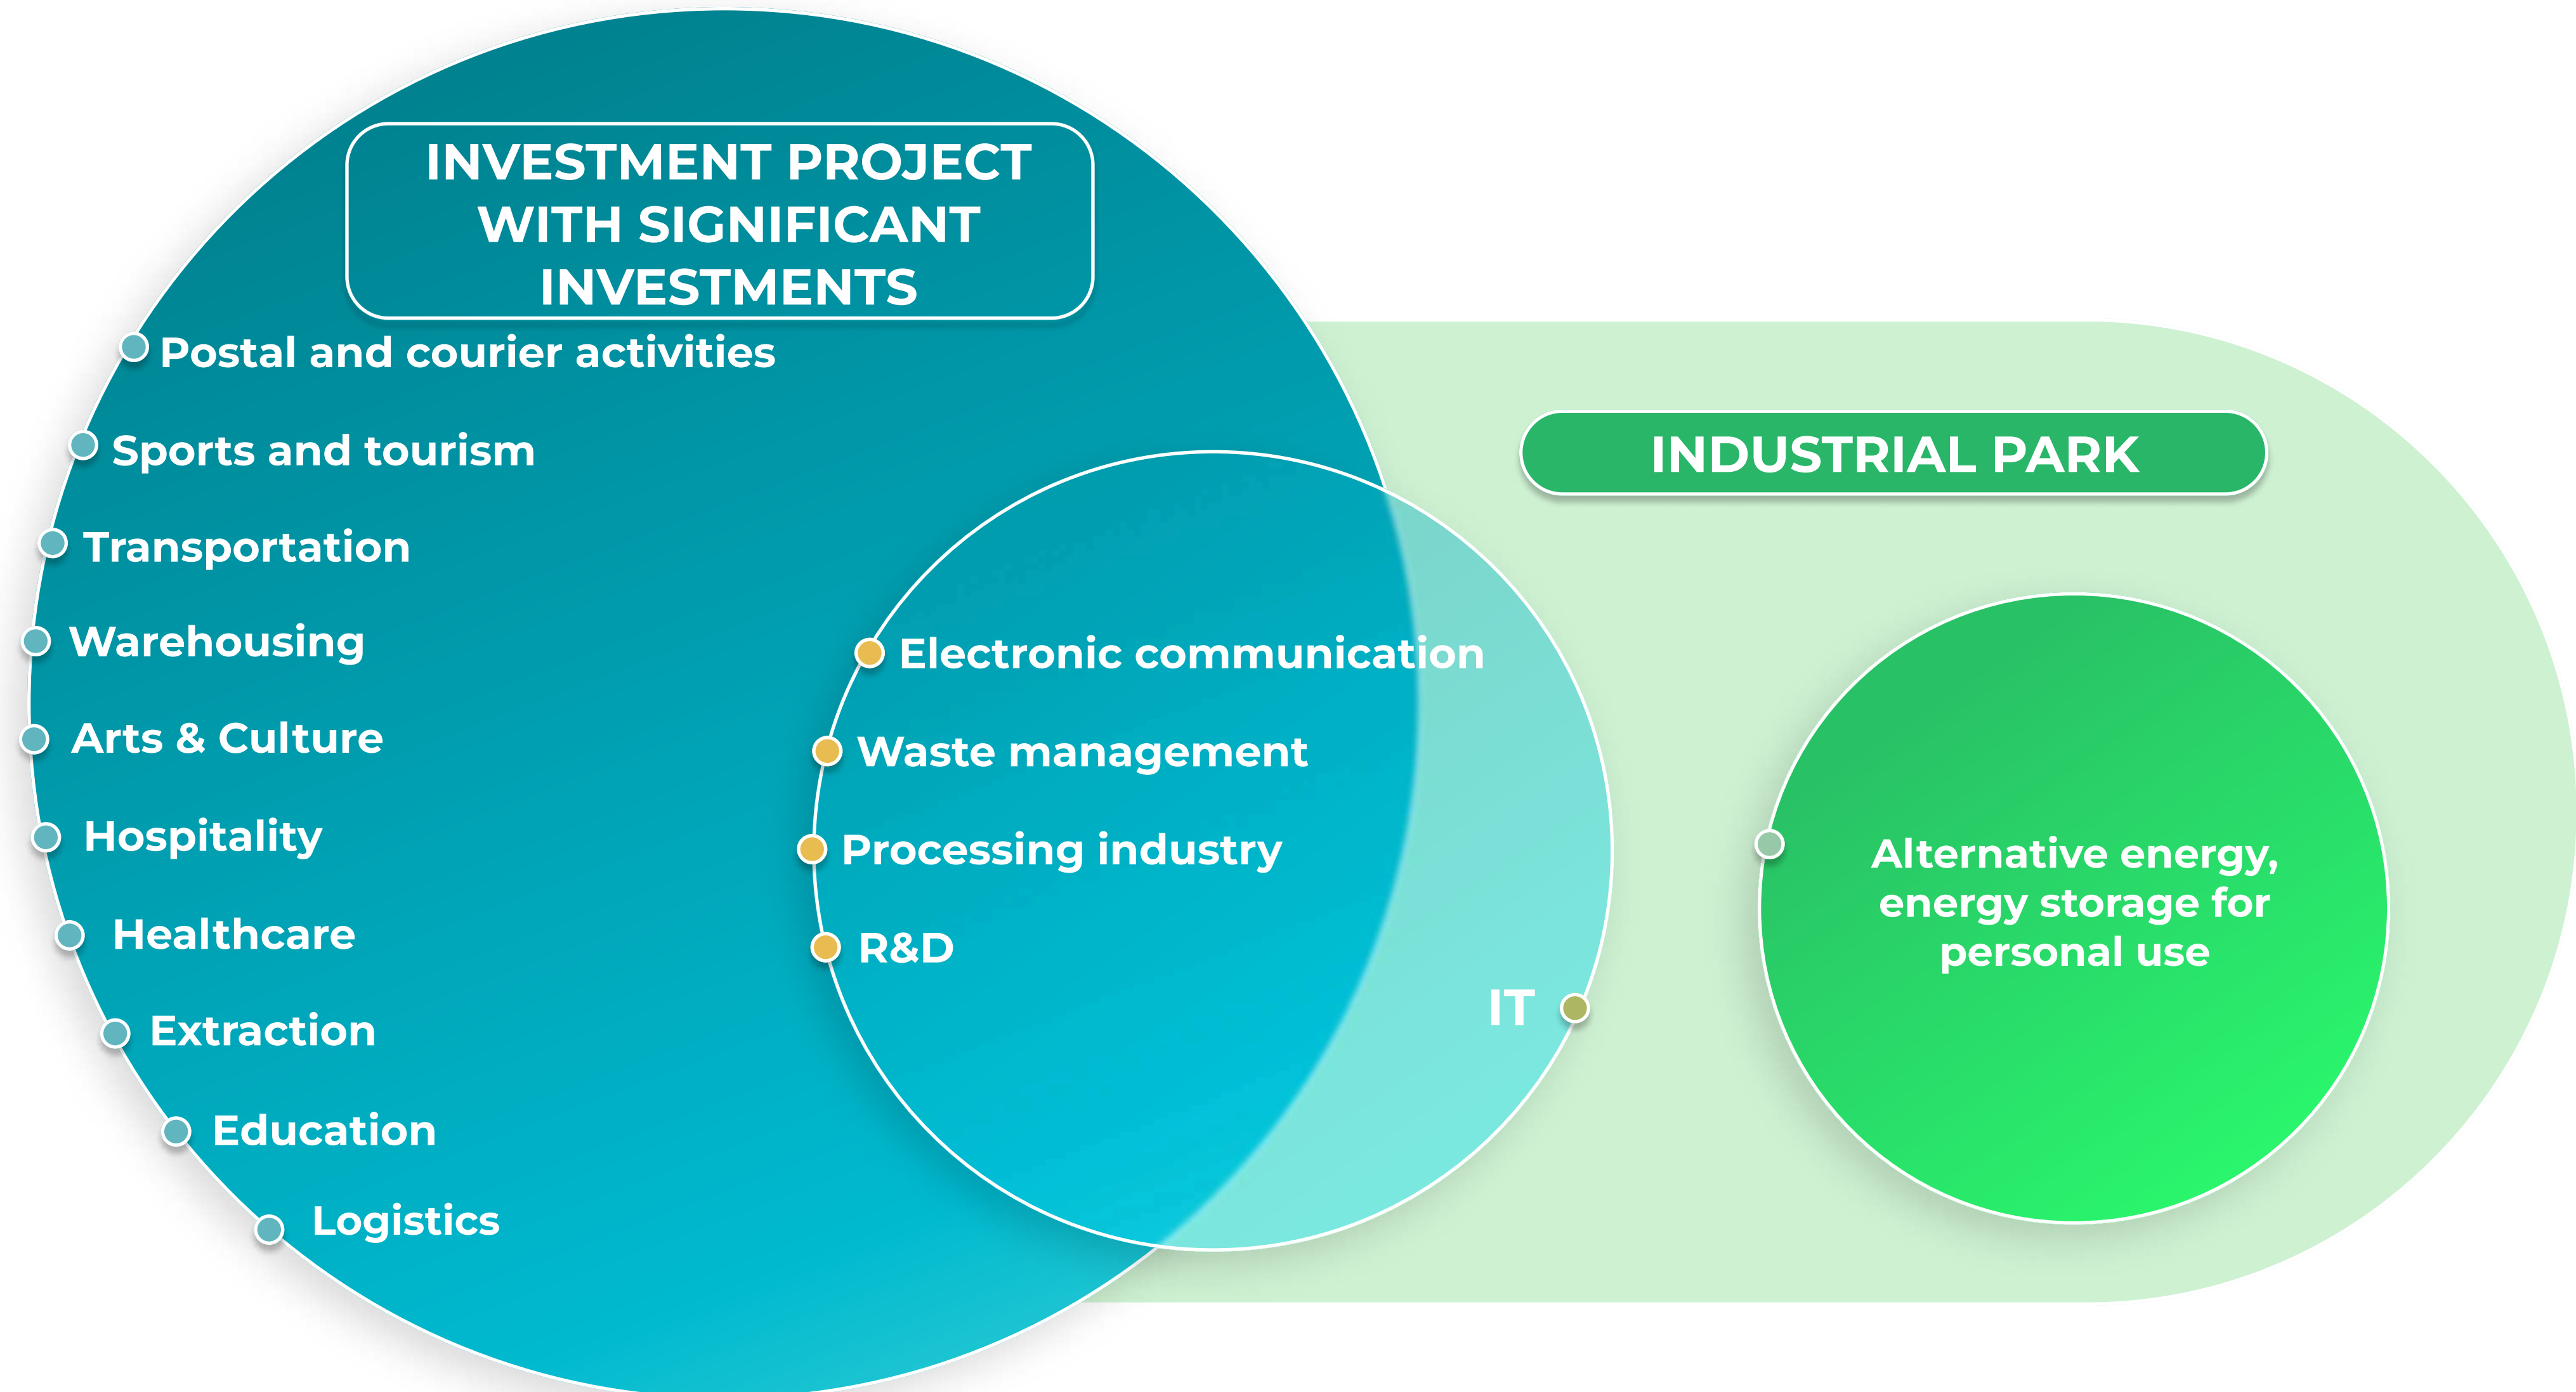 INVESTMENT PROJECT
WITH SIGNIFICANT
INVESTMENTS
Postal and courier activities
Sports and tourism
Transportation
Warehousing
Arts & Culture
Hospitality
Healthcare
Extraction
Education
Logistics
Electronic communication
Waste management
Processing industry
R&D
IT
INDUSTRIAL PARK
Alternative energy,
energy storage for
personal use